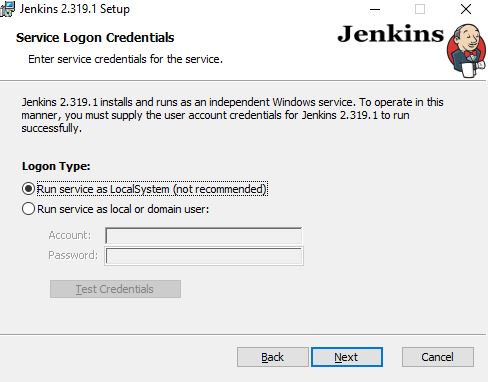 Jenkins 2.319.1 Setup
Service Logon Credentials
Jenkins
Enter service credentials for the service.
Jenkins 2.319.1 installs and runs as an independent Windows service. To operate in this
manner, you must supply the user account credentials for Jenkins 2.319.1 to run
successfully.
Logon Type:
Run service as LocalSystem (not recommended)
Run service as local or domain user:
Account:
Password:
Test Credentials
Back Next Cancel